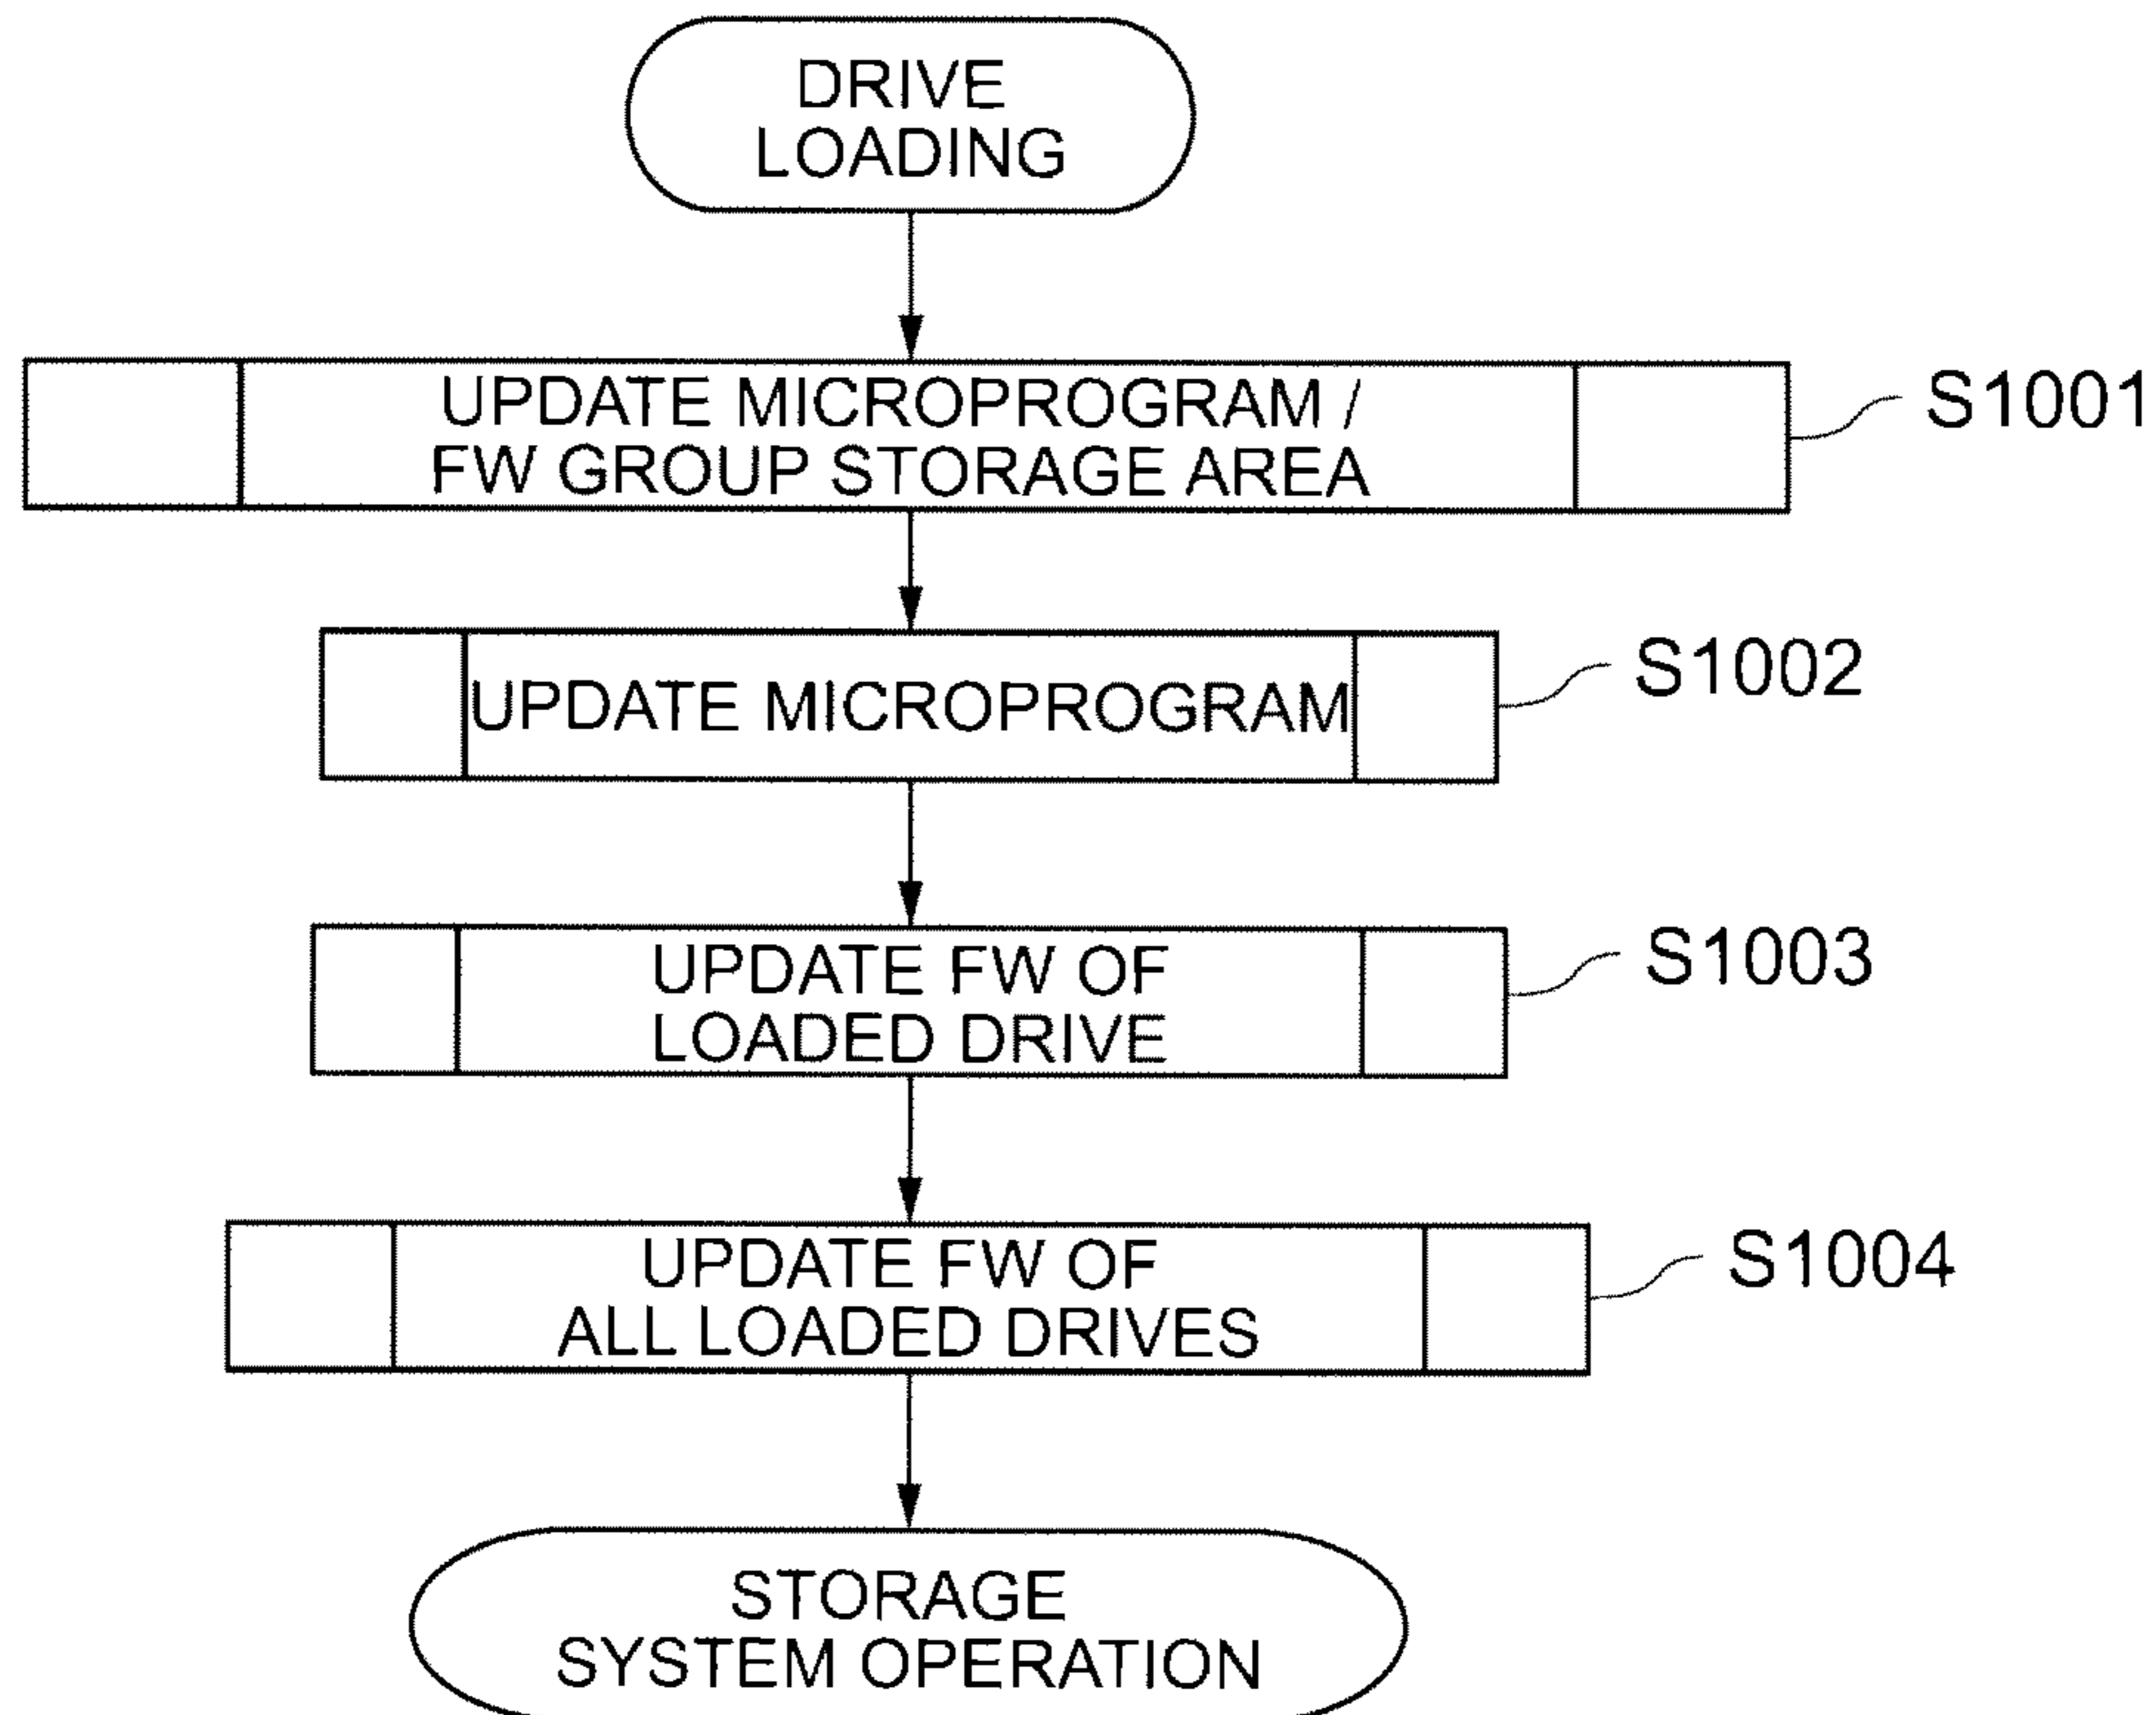 DRIVE
LOADING
UPDATE MICROPROGRAM /
FW GROUP STORAGE AREA
S1001
UPDATE MICROPROGRAM
S1002
UPDATE FW OF
LOADED DRIVE
S1003
UPDATE FW OF
ALL LOADED DRIVES
S1004
STORAGE
SYSTEM OPERATION